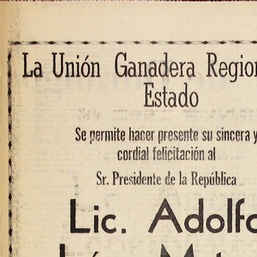 La Unión Ganadera Region
Estado
Se permite hacer presente su sincera y
cordial felicitación al
Sr. Presidente de la República
Lic. Adolfo